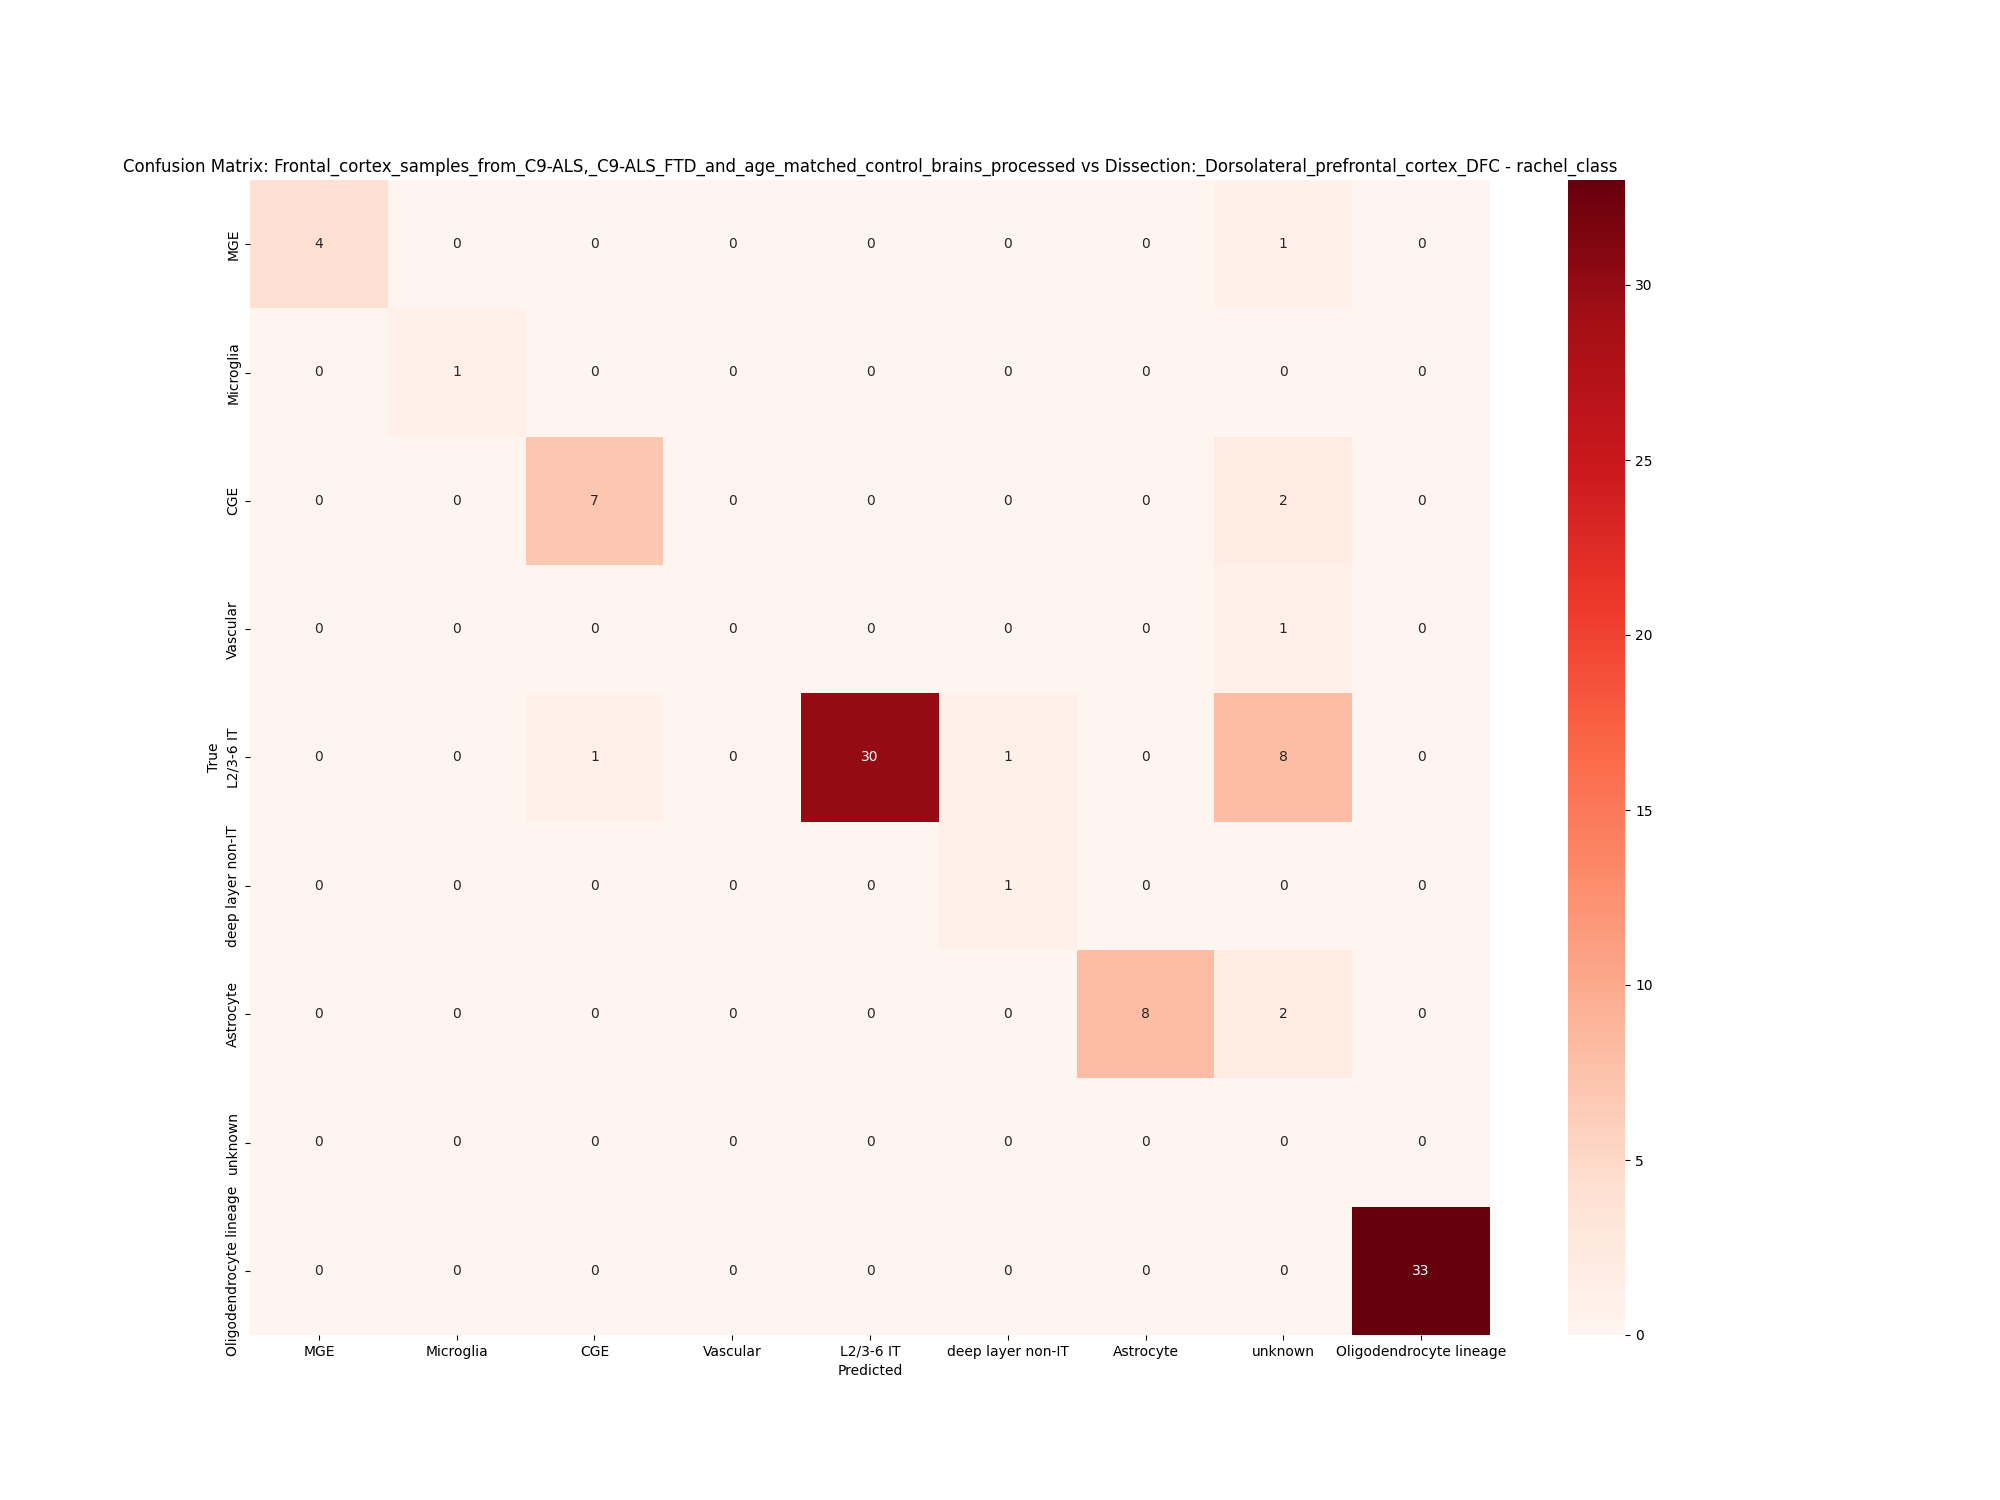 Confusion Matrix: Frontal_cortex_samples_from_C9-ALS,_C9-ALS_FTD_and_age_matched_control_brains_processed vs Dissection:_Dorsolateral_prefrontal_cortex_DFC - rachel_class
True
MGE 4 0 0 0 0 0 0 1 0
Microglia 0 1 0 0 0 0 0 0 0
CGE 0 0 7 0 0 0 0 2 0
Vascular 0 0 0 0 0 0 0 1 0
L2/3-6 IT 0 0 1 0 30 1 0 8 0
deep layer non-IT 0 0 0 0 0 1 0 0 0
Astrocyte 0 0 0 0 0 0 8 2 0
unknown 0 0 0 0 0 0 0 0 0
Oligodendrocyte lineage 0 0 0 0 0 0 0 0 33
MGE Microglia CGE Vascular L2/3-6 IT deep layer non-IT Astrocyte unknown Oligodendrocyte lineage
Predicted
30
25
20
15
10
5
0